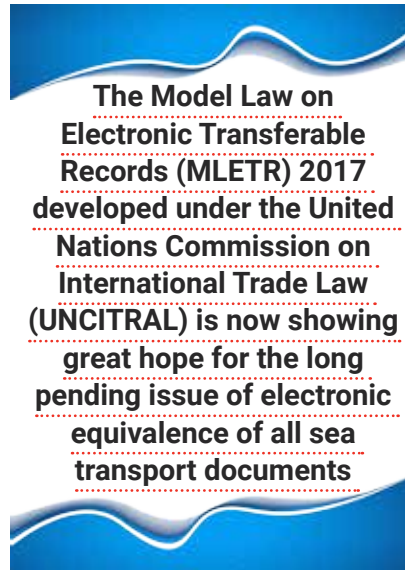 The Model Law on
Electronic Transferable
Records (MLETR) 2017
developed under the United
Nations Commission on
International Trade Law
(UNCITRAL) is now showing
great hope for the long
pending issue of electronic
equivalence of all sea
transport documents